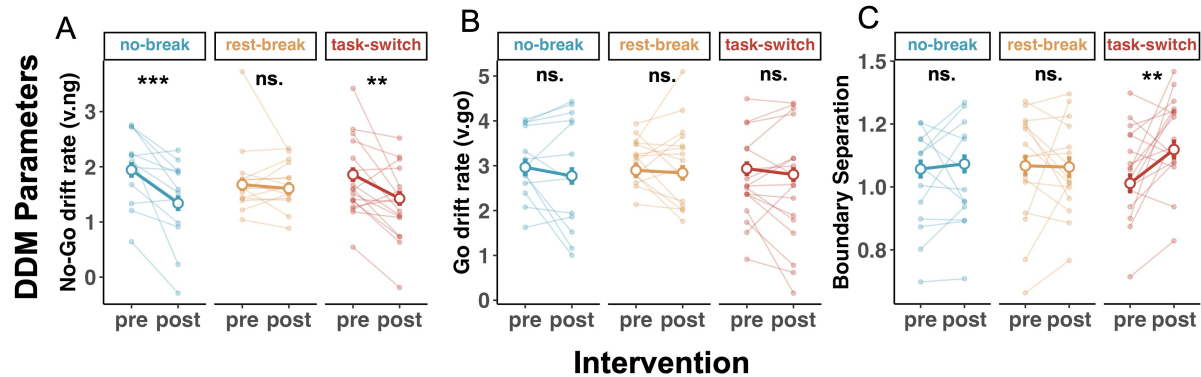 A
B
C
no-break
rest-break
task-switch
no-break
rest-break
task-switch
no-break
rest-break
task-switch
***
ns.
**
ns.
ns.
ns.
ns.
ns.
**
DDM Parameters
No-Go drift rate (v.ng)
3
2
1
0
Go drift rate (v.go)
5
4
3
2
1
0
Boundary Separation
1.5
1.2
1.0
0.8
pre post
pre post
pre post
pre post
pre post
pre post
pre post
pre post
pre post
Intervention